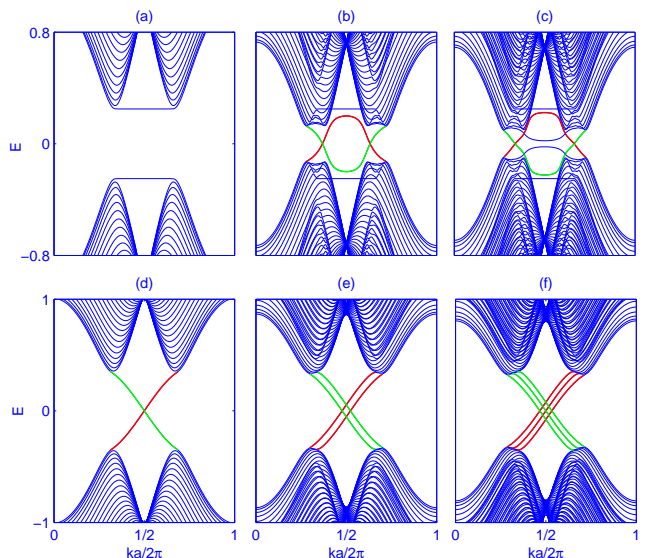 (a) (b) (c)
0.8
E
0
−0.8
(d) (e) (f)
1
E
0
−1
0 1/2 1 0 1/2 1 0 1/2 1
ka/2π ka/2π ka/2π